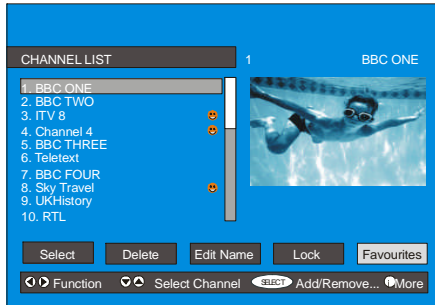 CHANNEL LIST 1 BBC ONE
1. BBC ONE
2. BBC TWO
3. ITV 8
4. Channel 4
5. BBC THREE
6. Teletext
7. BBC FOUR
8. Sky Travel
9. UKHistory
10. RTL
Select Delete Edit Name Lock Favourites
Function Select Channel SELECT Add/Remove... i More